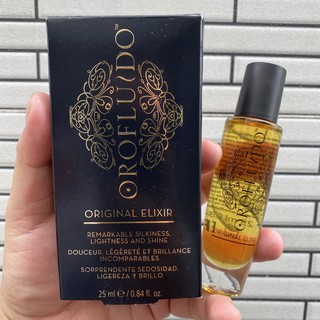 OROFLUIDO™
ORIGINAL ELIXIR
REMARKABLE SILKINESS,
LIGHTNESS AND SHINE
DOUCEUR, LÉGÈRETÉ ET BRILLANCE
INCOMPARABLES
SORPRENDENTE SEDOSIDAD,
LIGEREZA Y BRILLO
25 ml ℮ / 0.84 fl. oz.
OROFLUIDO
ORIGINAL ELIXIR